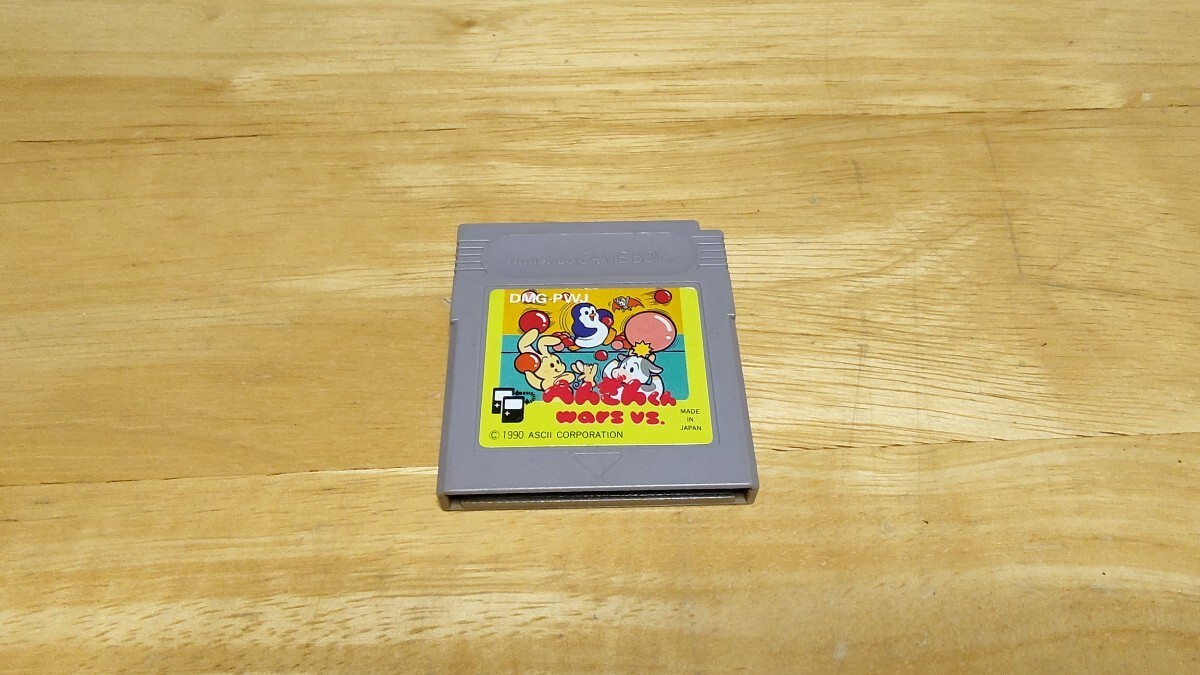 Nintendo GAME BOY
DMG-PWJ
ぺんぎんくん
wars vs.
MADE
IN
JAPAN
© 1990 ASCII CORPORATION